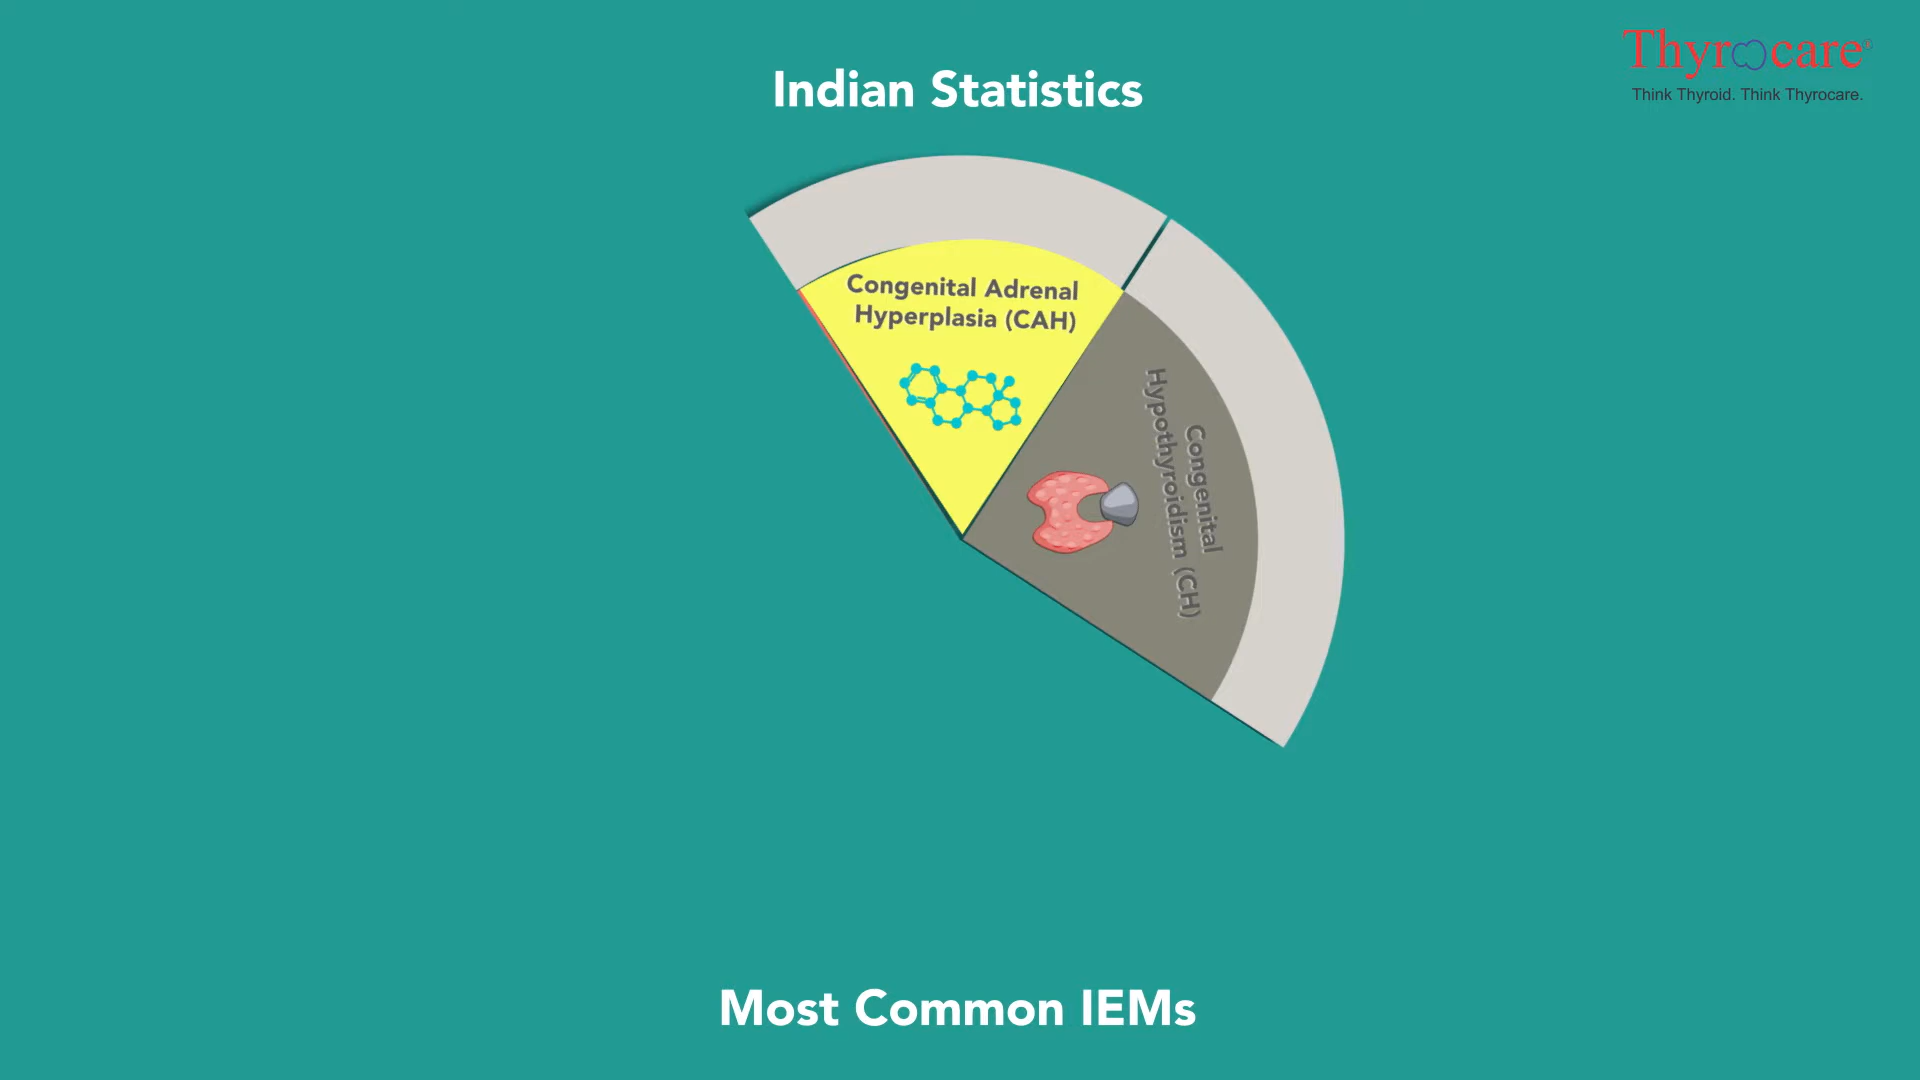 Thyrocare®
Think Thyroid. Think Thyrocare.
Indian Statistics
Congenital Adrenal
Hyperplasia (CAH)
Congenital
Hypothyroidism (CH)
Most Common IEMs